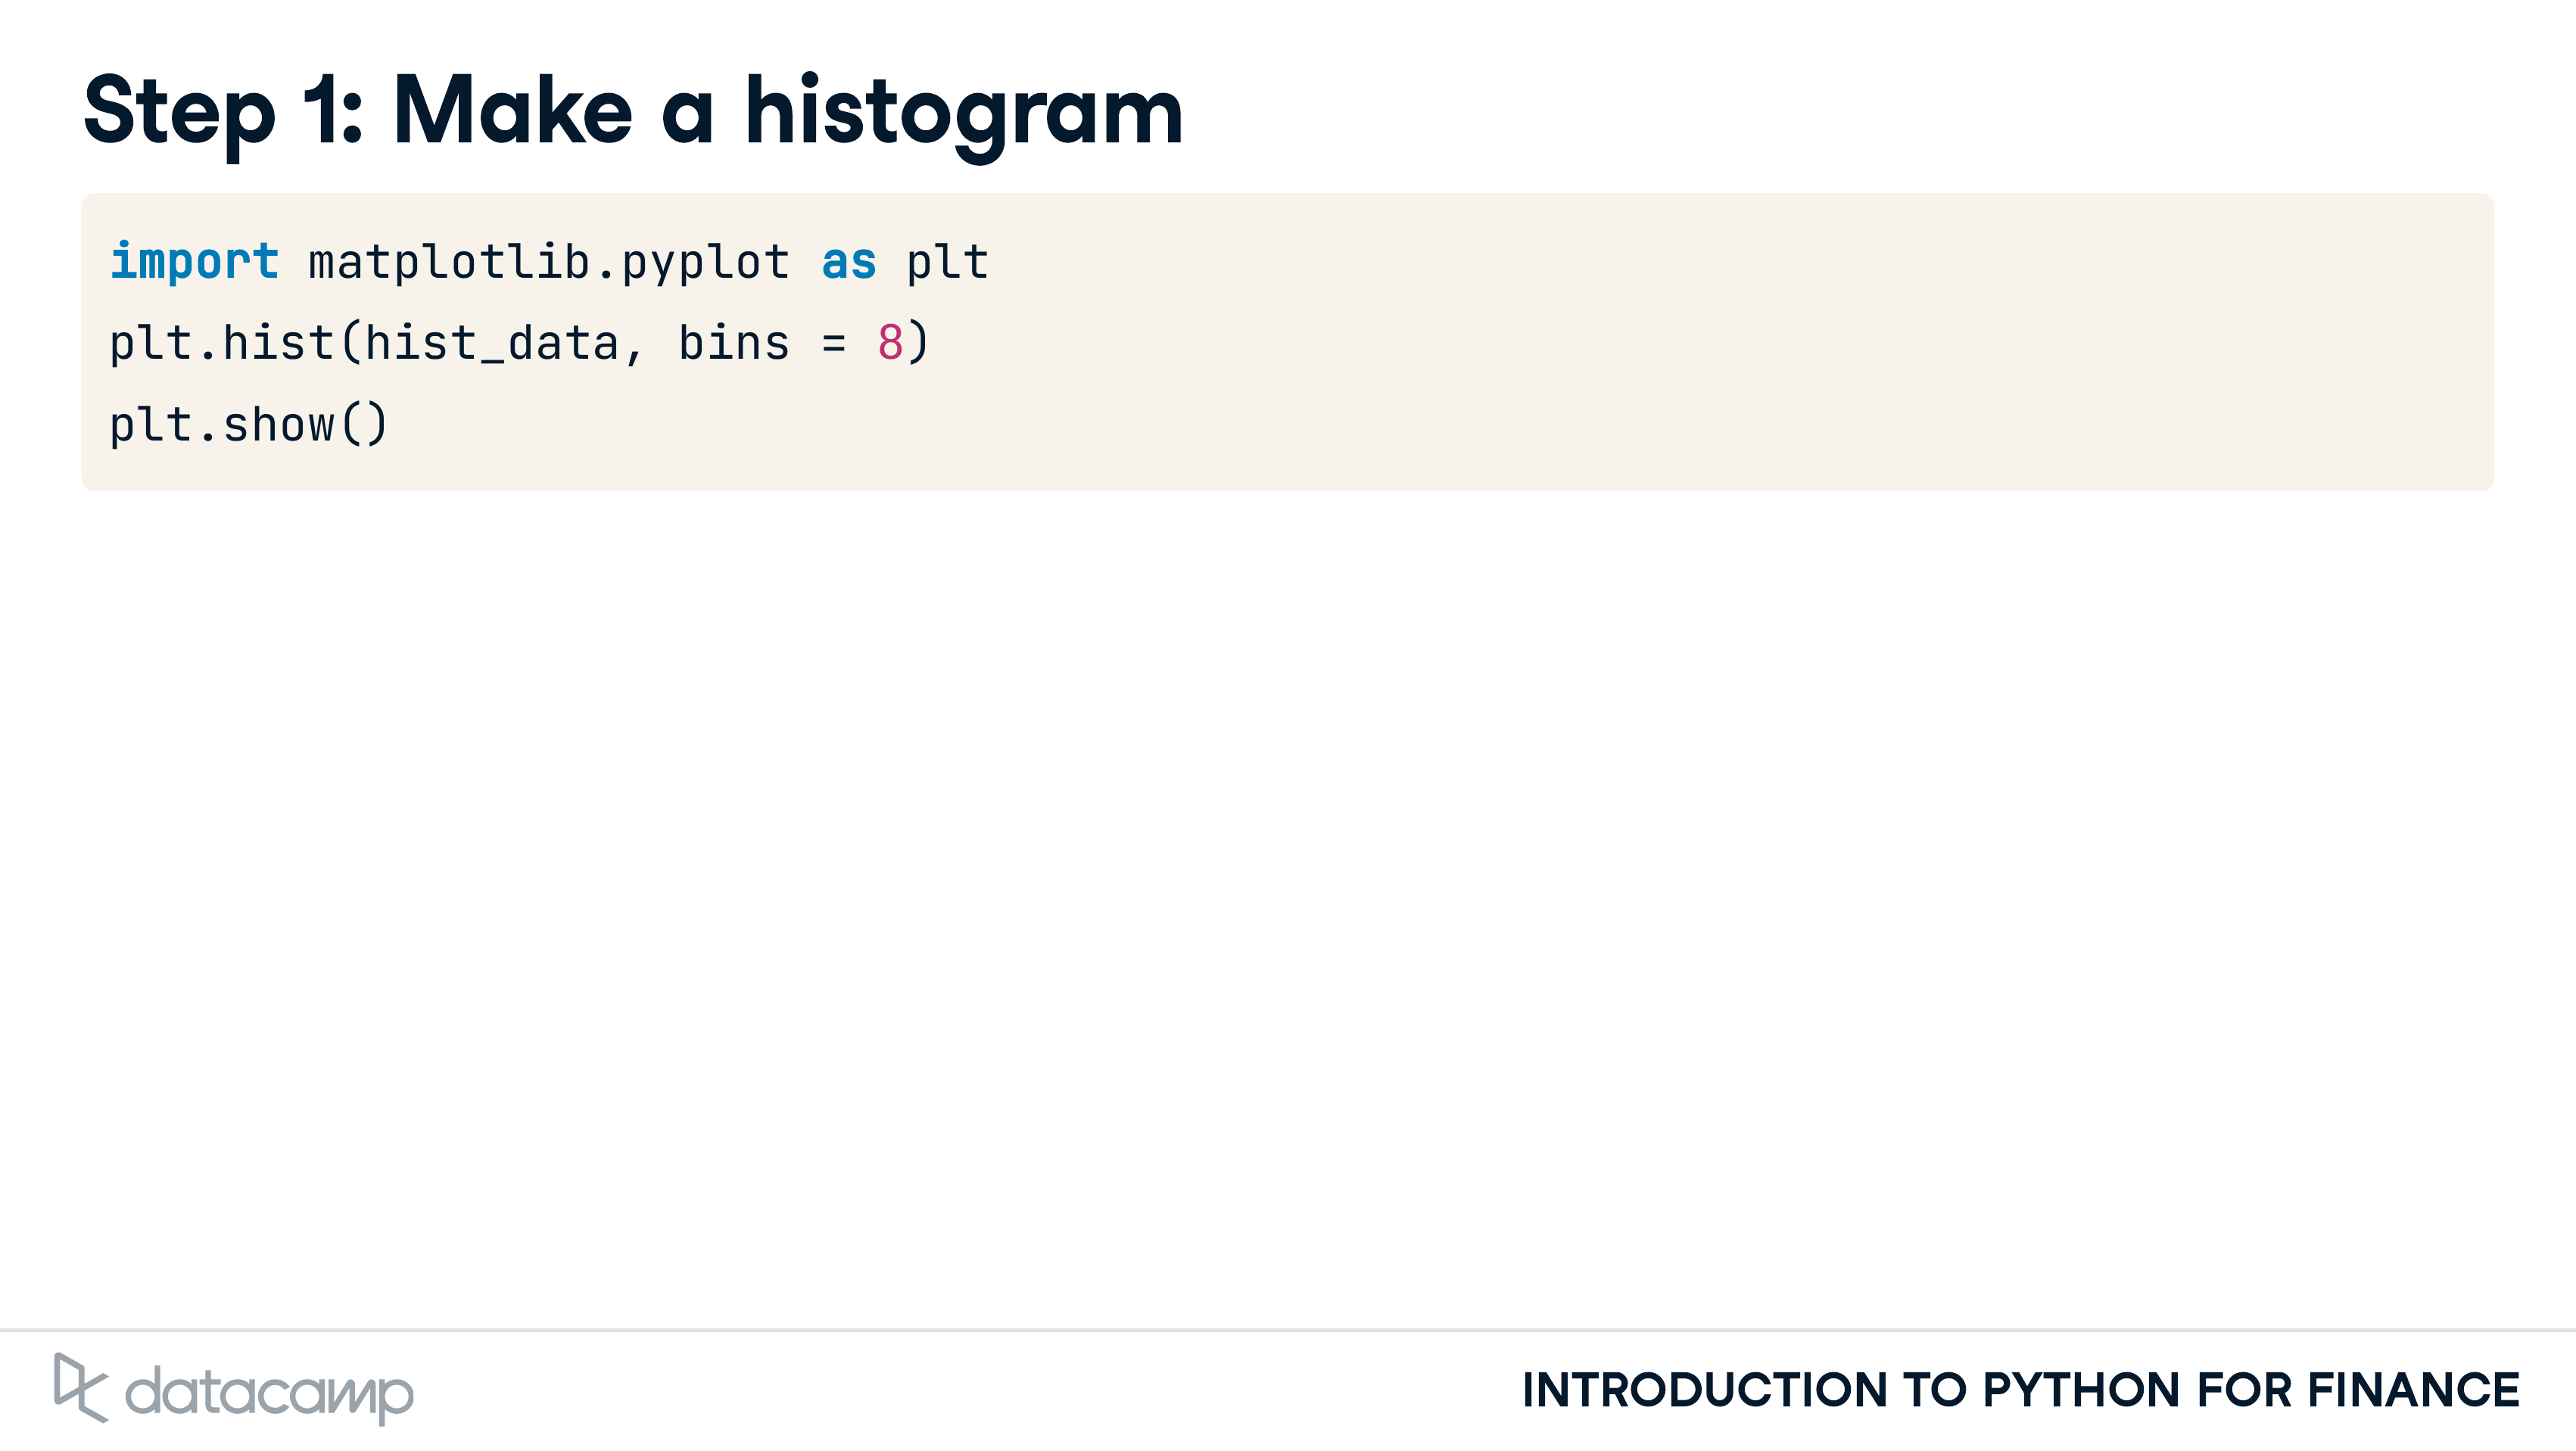 Step 1: Make a histogram
import matplotlib.pyplot as plt
plt.hist(hist_data, bins = 8)
plt.show()
datacamp
INTRODUCTION TO PYTHON FOR FINANCE